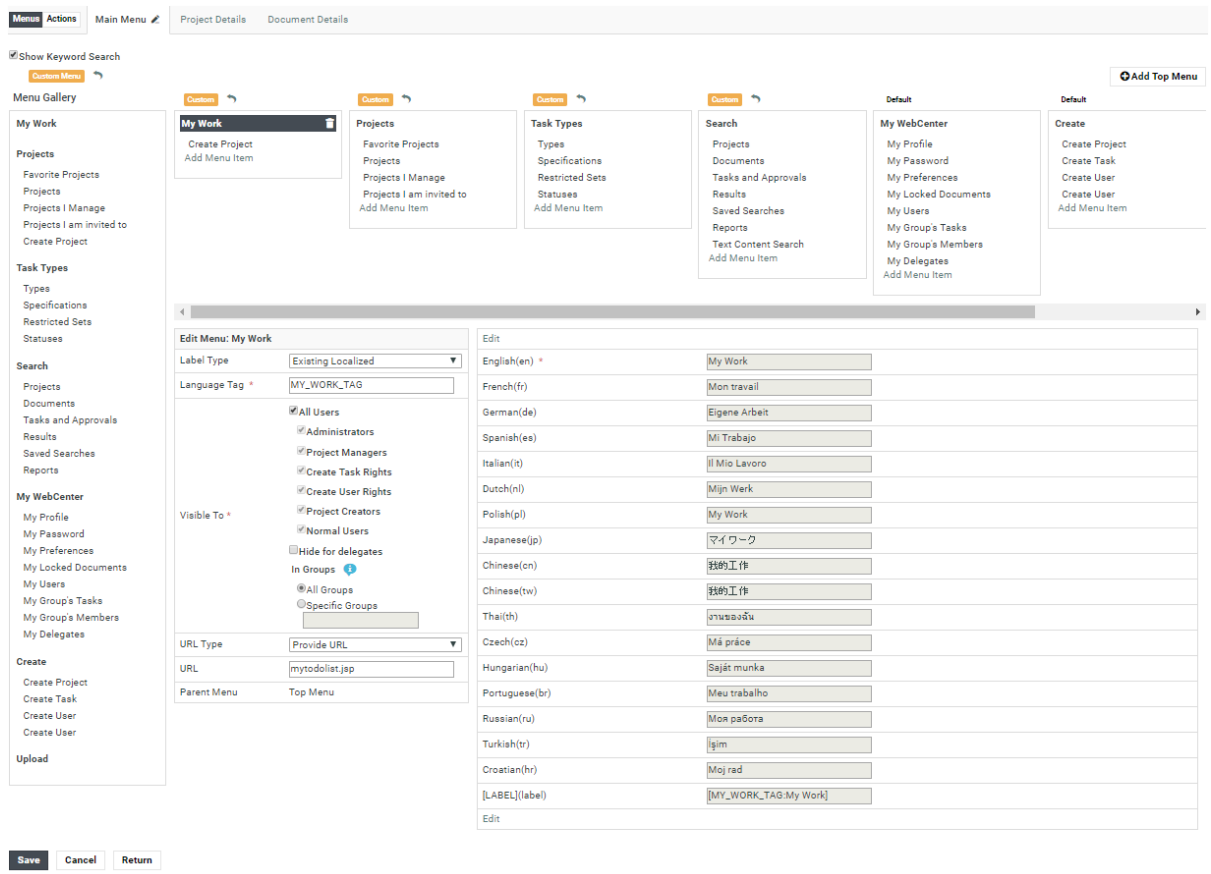 Menus Actions Main Menu Project Details Document Details
Show Keyword Search
Custom Menu
Add Top Menu
Menu Gallery
My Work
Projects
Favorite Projects
Projects
Projects I Manage
Projects I am invited to
Create Project
Task Types
Types
Specifications
Restricted Sets
Statuses
Search
Projects
Documents
Tasks and Approvals
Results
Saved Searches
Reports
My WebCenter
My Profile
My Password
My Preferences
My Locked Documents
My Users
My Group's Tasks
My Group's Members
My Delegates
Create
Create Project
Create Task
Create User
Create User
Upload
Custom
My Work
Create Project
Add Menu Item
Custom
Projects
Favorite Projects
Projects
Projects I Manage
Projects I am invited to
Add Menu Item
Custom
Task Types
Types
Specifications
Restricted Sets
Statuses
Add Menu Item
Custom
Search
Projects
Documents
Tasks and Approvals
Results
Saved Searches
Reports
Text Content Search
Add Menu Item
Default
My WebCenter
My Profile
My Password
My Preferences
My Locked Documents
My Users
My Group's Tasks
My Group's Members
My Delegates
Add Menu Item
Default
Create
Create Project
Create Task
Create User
Create User
Add Menu Item
Edit Menu: My Work
Label Type Existing Localized
Language Tag * MY_WORK_TAG
Visible To *
All Users
Administrators
Project Managers
Create Task Rights
Create User Rights
Project Creators
Normal Users
Hide for delegates
In Groups
All Groups
Specific Groups
URL Type Provide URL
URL mytodolist.jsp
Parent Menu Top Menu
Edit
English(en) * My Work
French(fr) Mon travail
German(de) Eigene Arbeit
Spanish(es) Mi Trabajo
Italian(it) Il Mio Lavoro
Dutch(nl) Mijn Werk
Polish(pl) My Work
Japanese(jp) マイワーク
Chinese(cn) 我的工作
Chinese(tw) 我的工作
Thai(th) งานของฉัน
Czech(cz) Má práce
Hungarian(hu) Saját munka
Portuguese(br) Meu trabalho
Russian(ru) Моя работа
Turkish(tr) İşim
Croatian(hr) Moj rad
[LABEL](label) [MY_WORK_TAG:My Work]
Edit
Save Cancel Return